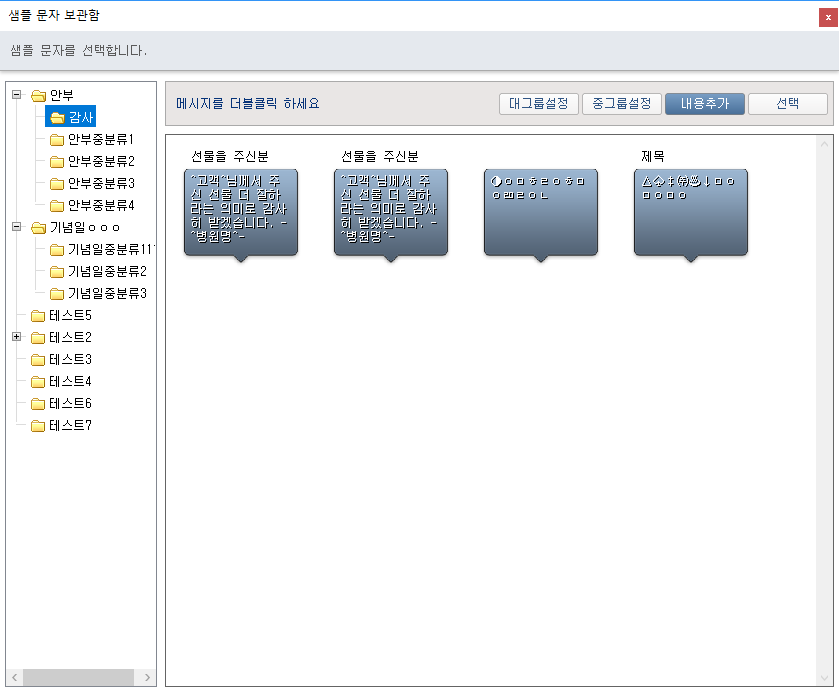 샘플 문자 보관함
샘플 문자를 선택합니다.
안부
감사
안부중분류1
안부중분류2
안부중분류3
안부중분류4
기념일ㅇㅇㅇ
기념일중분류11
기념일중분류2
기념일중분류3
테스트5
테스트2
테스트3
테스트4
테스트6
테스트7
메시지를 더블클릭 하세요
대그룹설정
중그룹설정
내용추가
선택
선물을 주신분
^고객^님께서 주
신 선물 더 잘하
라는 의미로 감사
히 받겠습니다. -
^병원명^-
선물을 주신분
^고객^님께서 주
신 선물 더 잘하
라는 의미로 감사
히 받겠습니다. -
^병원명^-
제목
ㅇㅁㅇㅁ